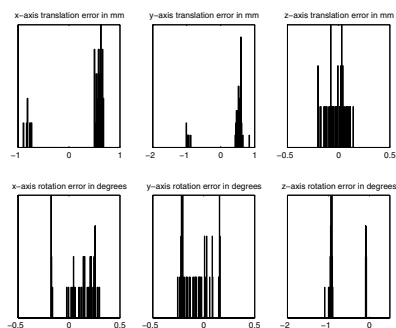 x−axis translation error in mm
y−axis translation error in mm
z−axis translation error in mm
−1 0 1
−2 −1 0 1
−0.5 0 0.5
x−axis rotation error in degrees
y−axis rotation error in degrees
z−axis rotation error in degrees
−0.5 0 0.5
−0.5 0 0.5
−2 −1 0